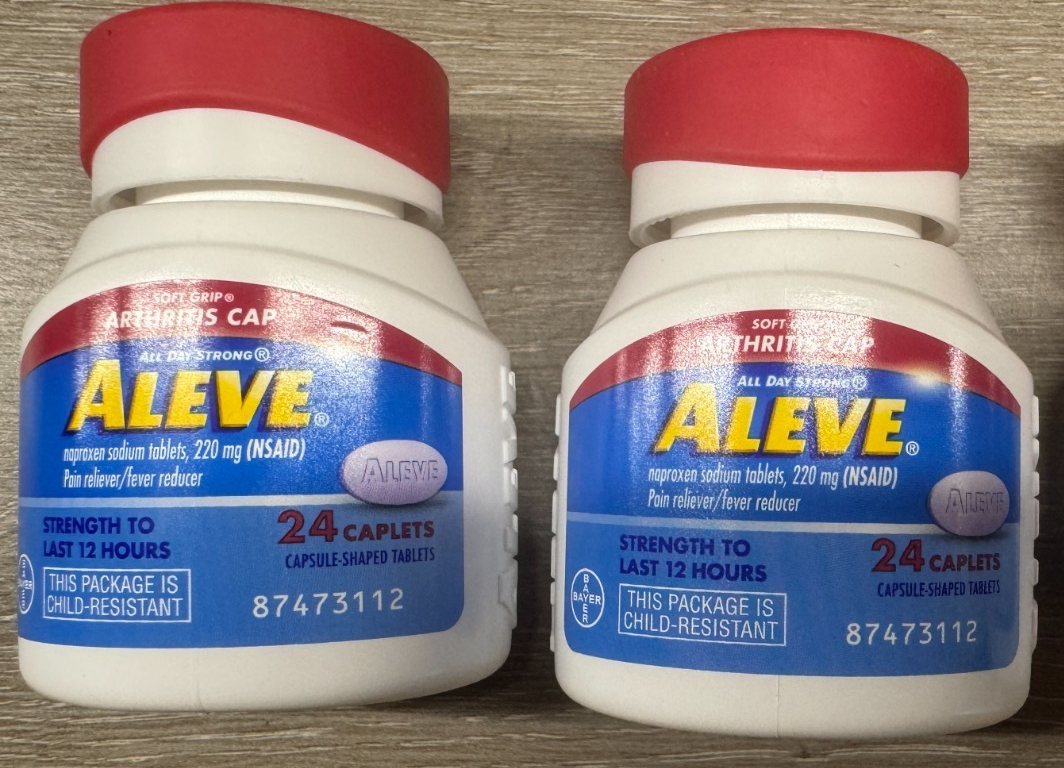 SOFT GRIP®
ARTHRITIS CAP
ALL DAY STRONG®
ALEVE®
naproxen sodium tablets, 220 mg (NSAID)
Pain reliever/fever reducer
ALEVE
STRENGTH TO
LAST 12 HOURS
24 CAPLETS
CAPSULE-SHAPED TABLETS
BAYER
THIS PACKAGE IS
CHILD-RESISTANT
87473112
SOFT GRIP
ARTHRITIS CAP
ALL DAY STRONG®
ALEVE®
naproxen sodium tablets, 220 mg (NSAID)
Pain reliever/fever reducer
ALEVE
STRENGTH TO
LAST 12 HOURS
24 CAPLETS
CAPSULE-SHAPED TABLETS
BAYER
THIS PACKAGE IS
CHILD-RESISTANT
87473112